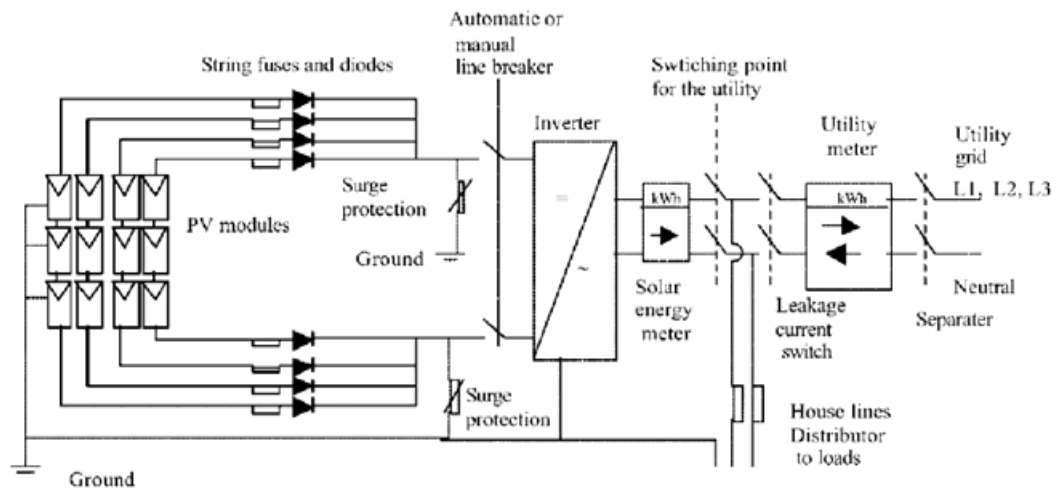 Automatic or
manual
line breaker
String fuses and diodes
Swtiching point
for the utility
Inverter
Utility
meter
Utility
grid
L1, L2, L3
Surge
protection
PV modules
=
kWh
kWh
Ground
~
Solar
energy
meter
Leakage
current
switch
Neutral
Separater
Surge
protection
House lines
Distributor
to loads
Ground